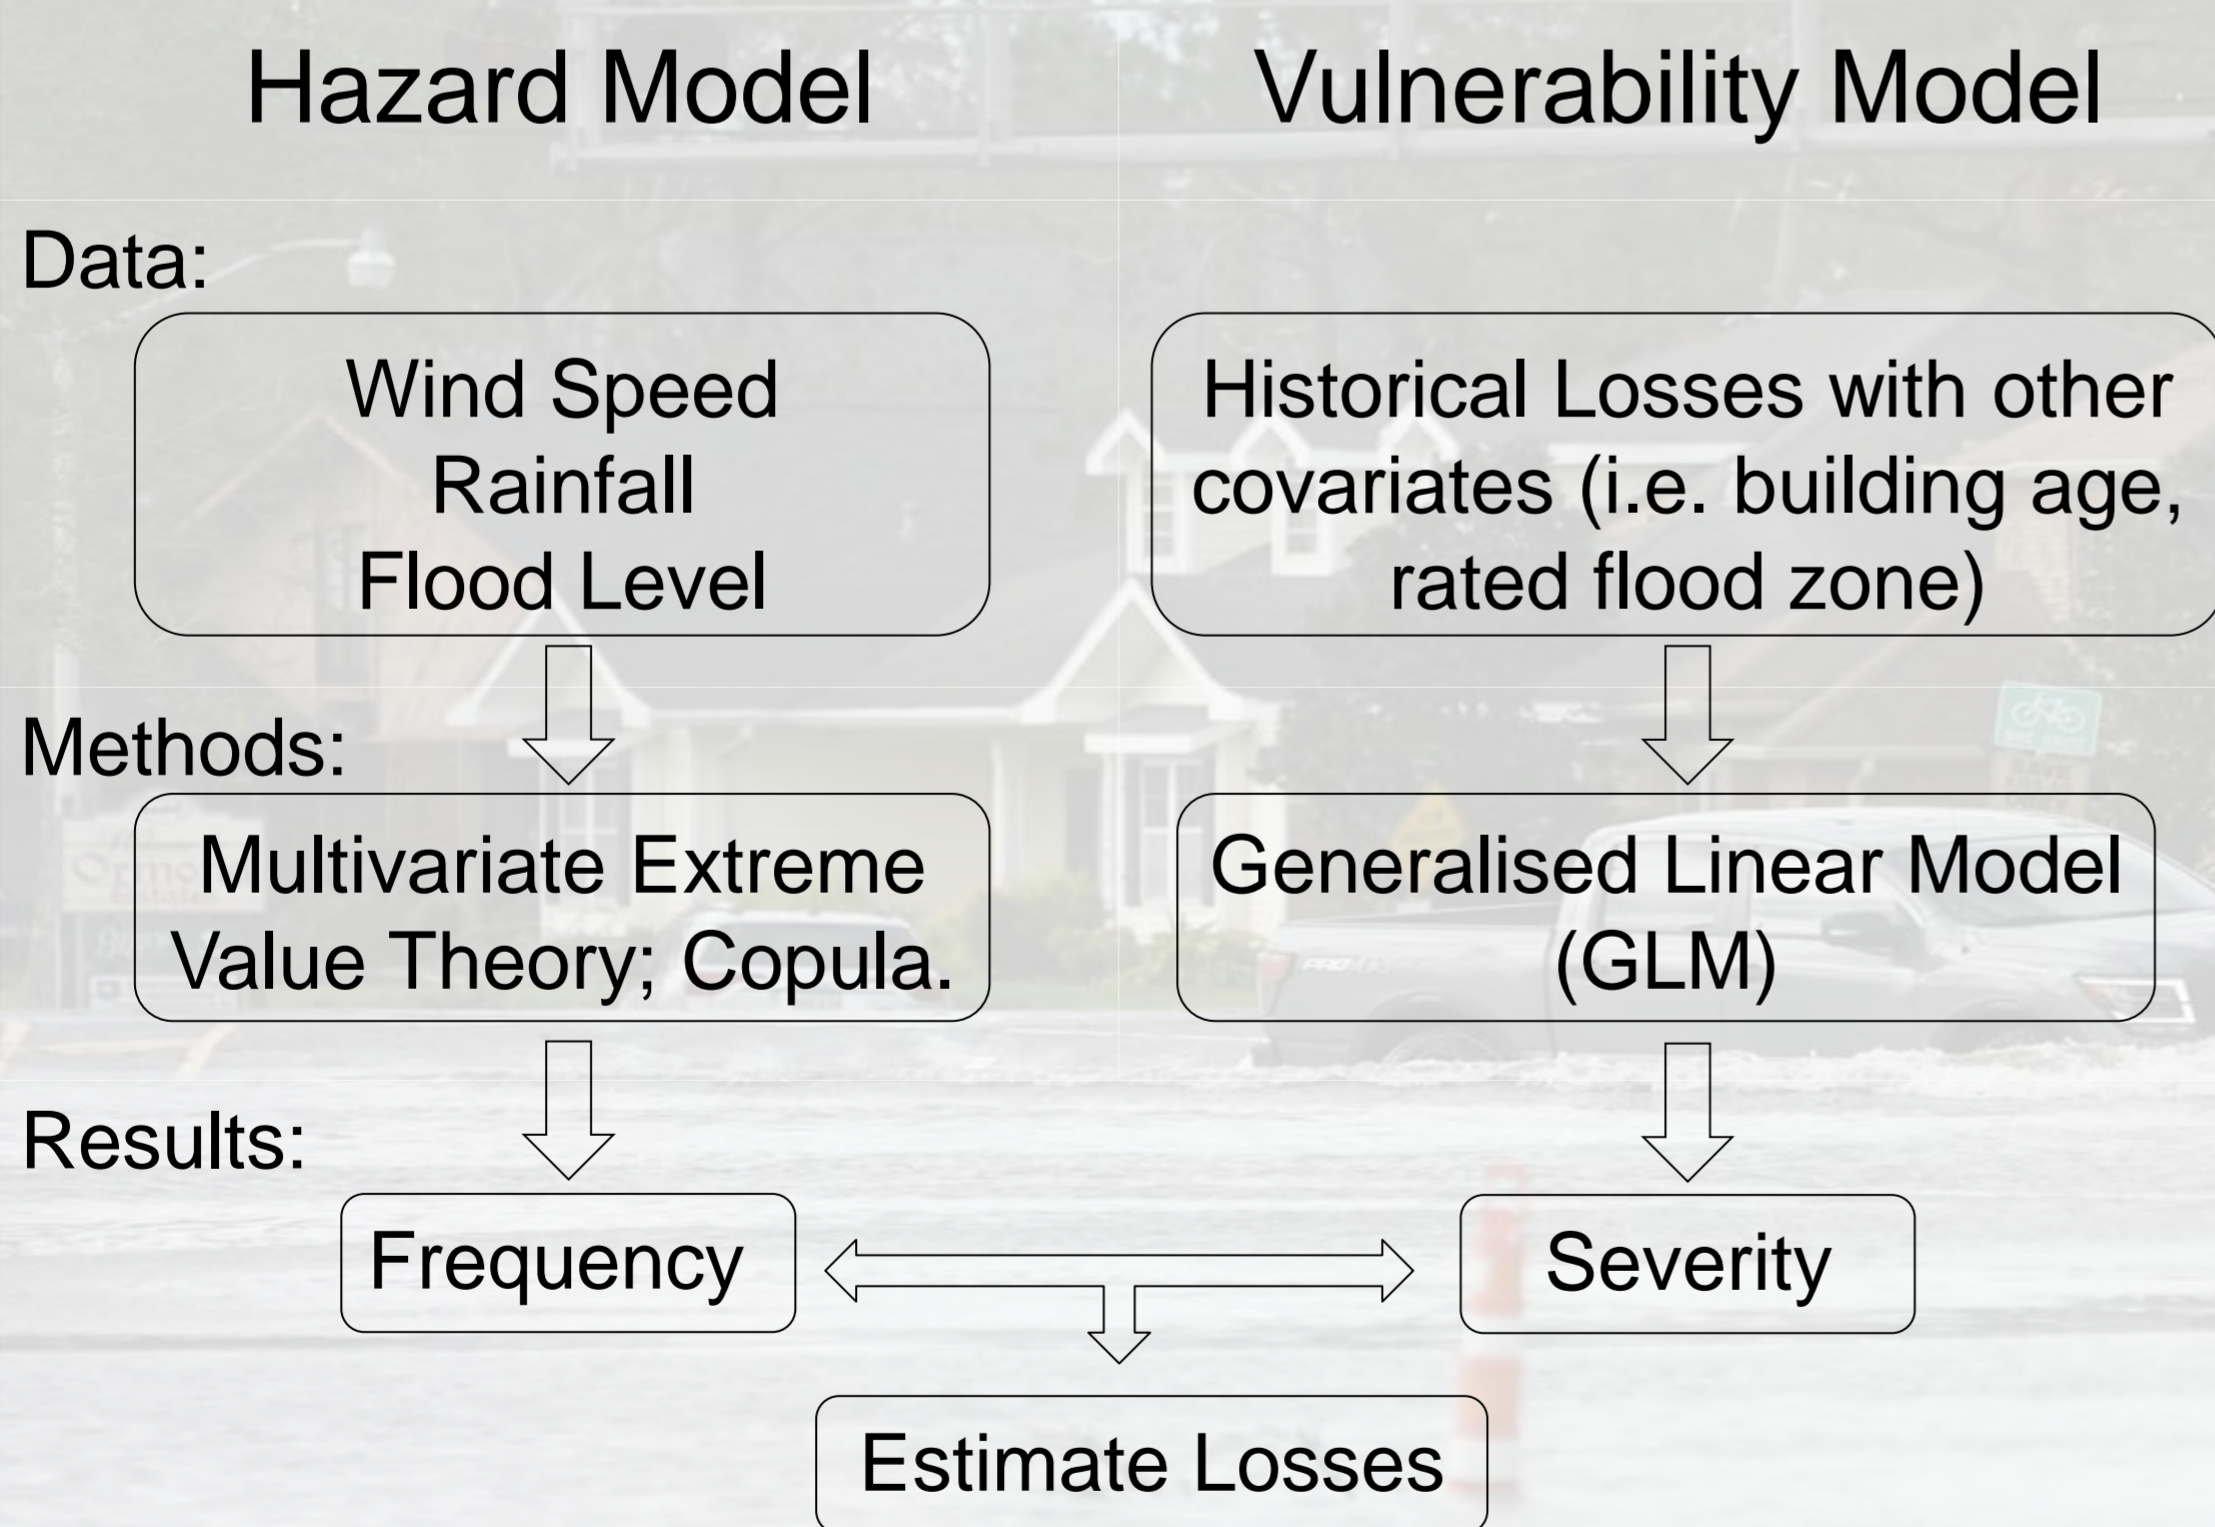 Hazard Model
Vulnerability Model
Data:
Wind Speed
Rainfall
Flood Level
Historical Losses with other
covariates (i.e. building age,
rated flood zone)
Methods:
Multivariate Extreme
Value Theory; Copula.
Generalised Linear Model
(GLM)
Results:
Frequency
Severity
Estimate Losses